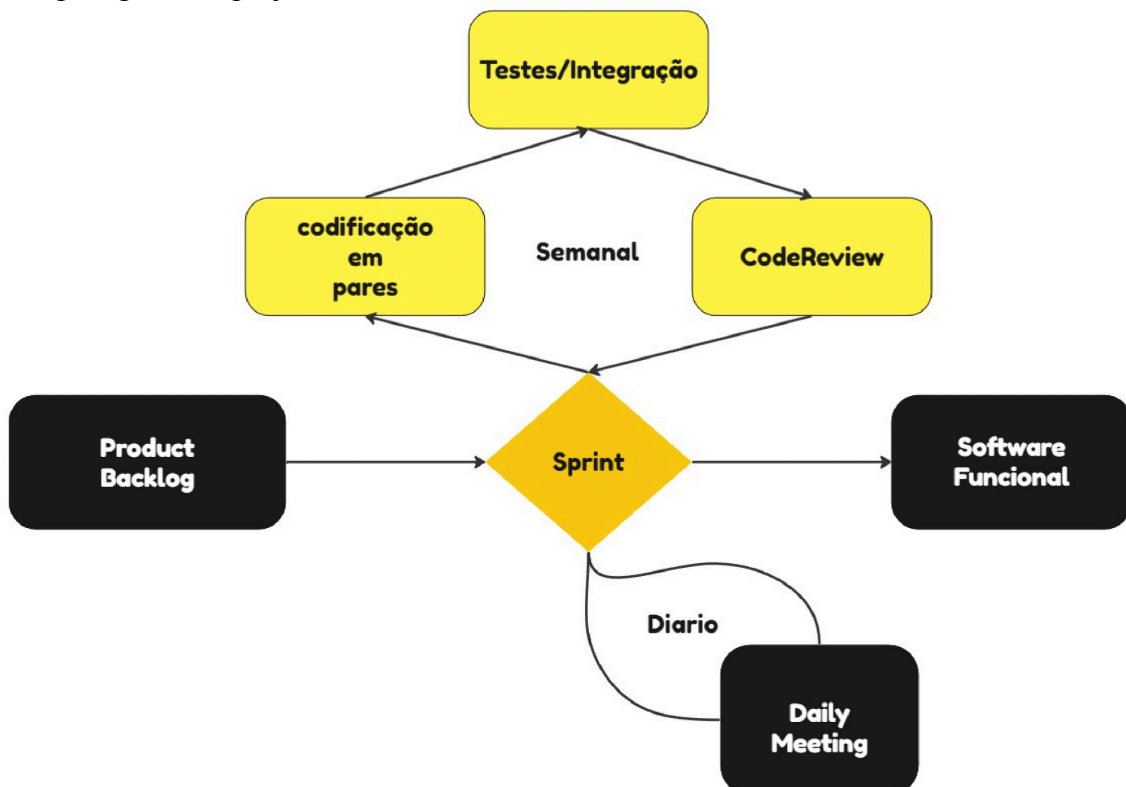 Testes/Integração
codificação
em
pares
Semanal
CodeReview
Product
Backlog
Sprint
Software
Funcional
Diario
Daily
Meeting